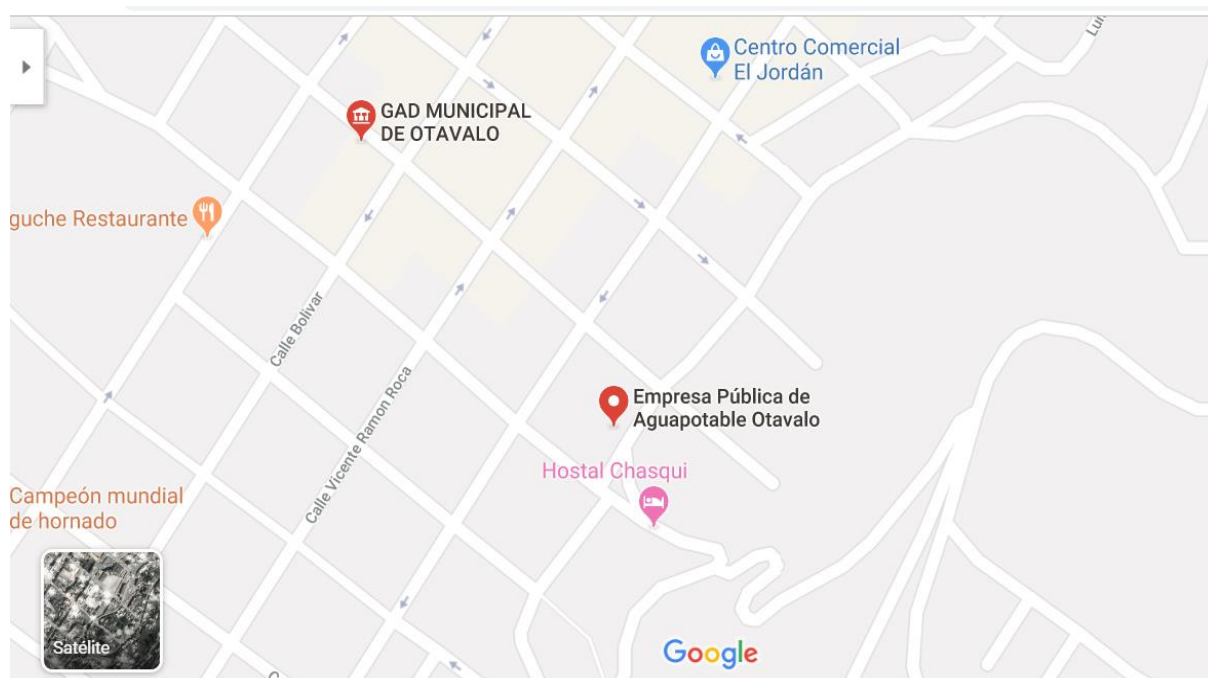 Centro Comercial
El Jordán
GAD MUNICIPAL
DE OTAVALO
guche Restaurante
Calle Bolivar
Calle Vicente Ramon Roca
Empresa Pública de
Aguapotable Otavalo
Hostal Chasqui
Campeón mundial
de hornado
Satélite
Google